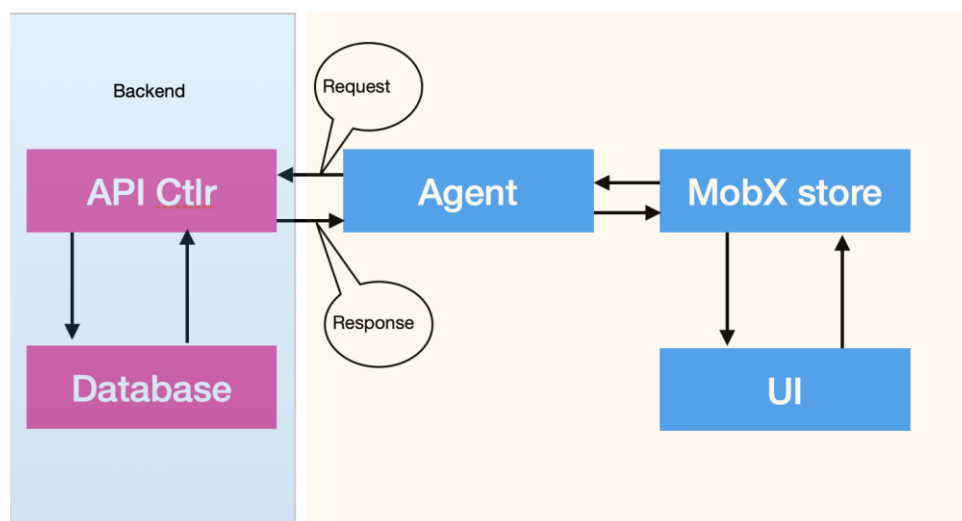 Backend
Request
API Ctlr
Agent
MobX store
Response
Database
UI